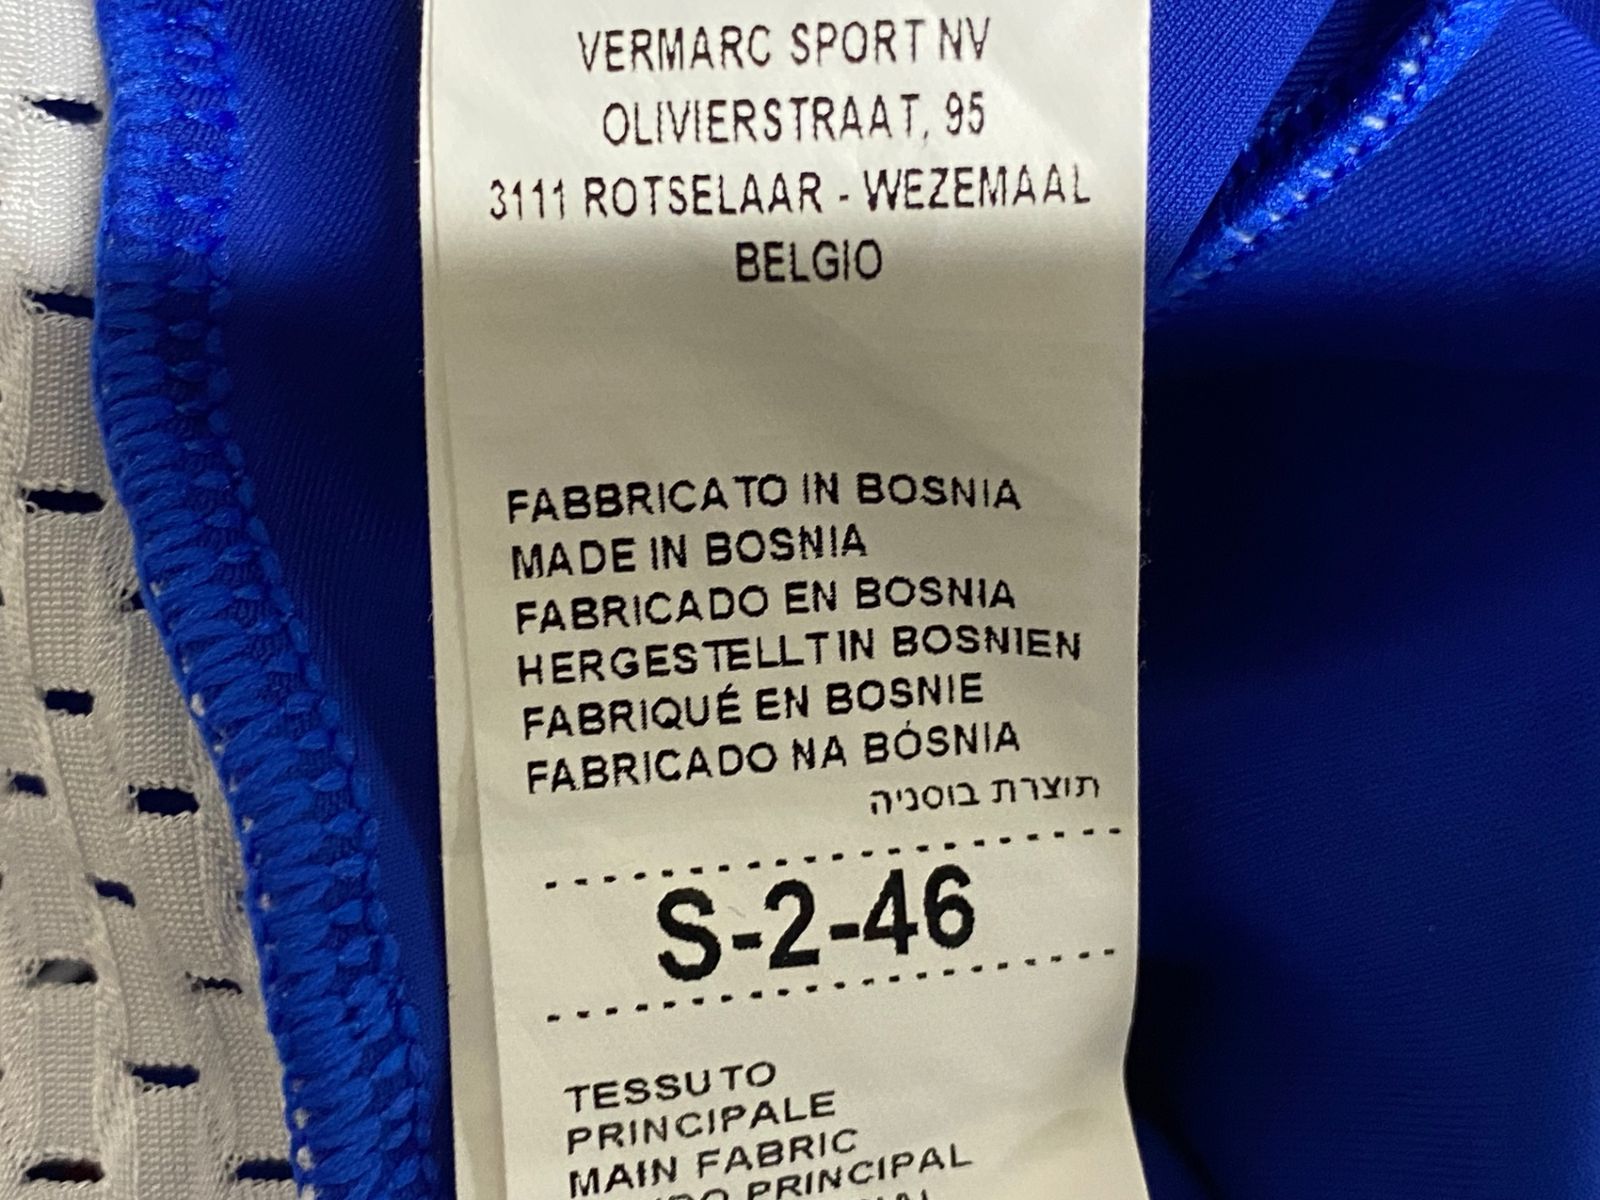 VERMARC SPORT NV
OLIVIERSTRAAT, 95
3111 ROTSELAAR - WEZEMAAL
BELGIO
FABBRICATO IN BOSNIA
MADE IN BOSNIA
FABRICADO EN BOSNIA
HERGESTELLT IN BOSNIEN
FABRIQUÉ EN BOSNIE
FABRICADO NA BÓSNIA
תוצרת בוסניה
S-2-46
TESSUTO
PRINCIPALE
MAIN FABRIC
PRINCIPAL